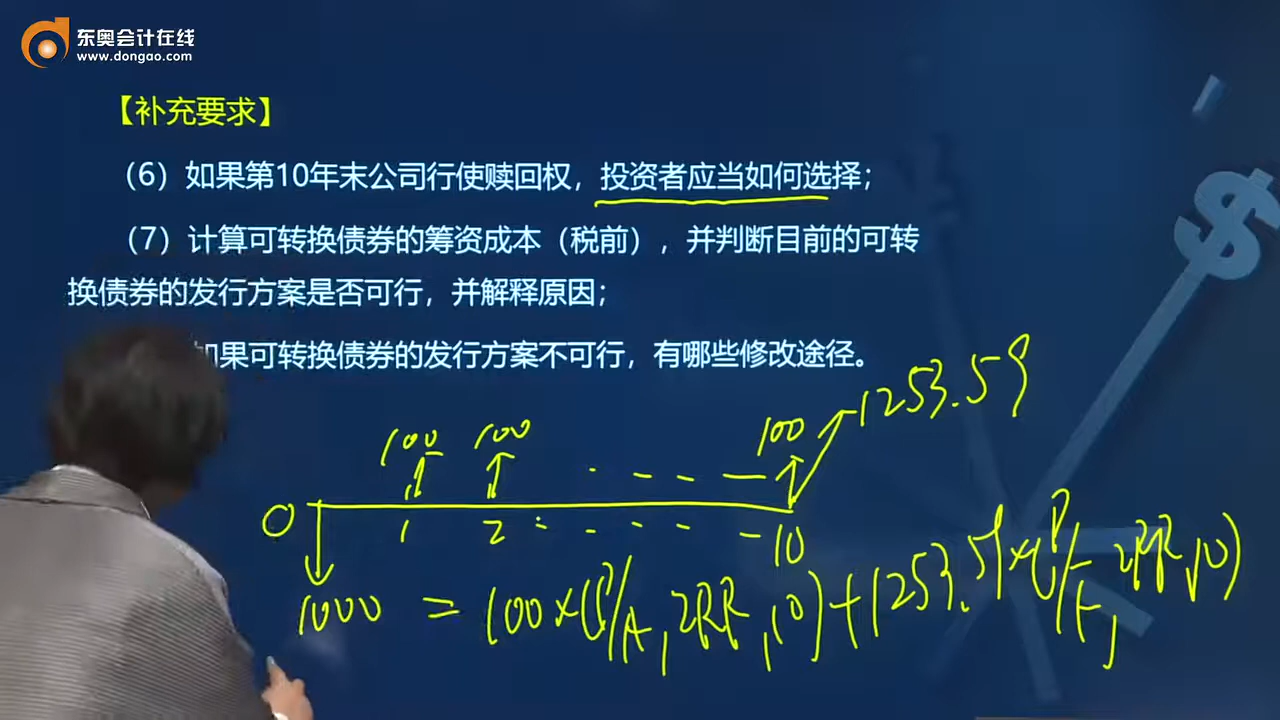 东奥会计在线
www.dongao.com
【补充要求】
（6）如果第10年末公司行使赎回权，投资者应当如何选择；
（7）计算可转换债券的筹资成本（税前），并判断目前的可转
换债券的发行方案是否可行，并解释原因；
如果可转换债券的发行方案不可行，有哪些修改途径。
1253.59
100 100 100
0 1 2 10
1000 = 100×(P/A, IRR, 10)+1253.59×(P/F, IRR, 10)